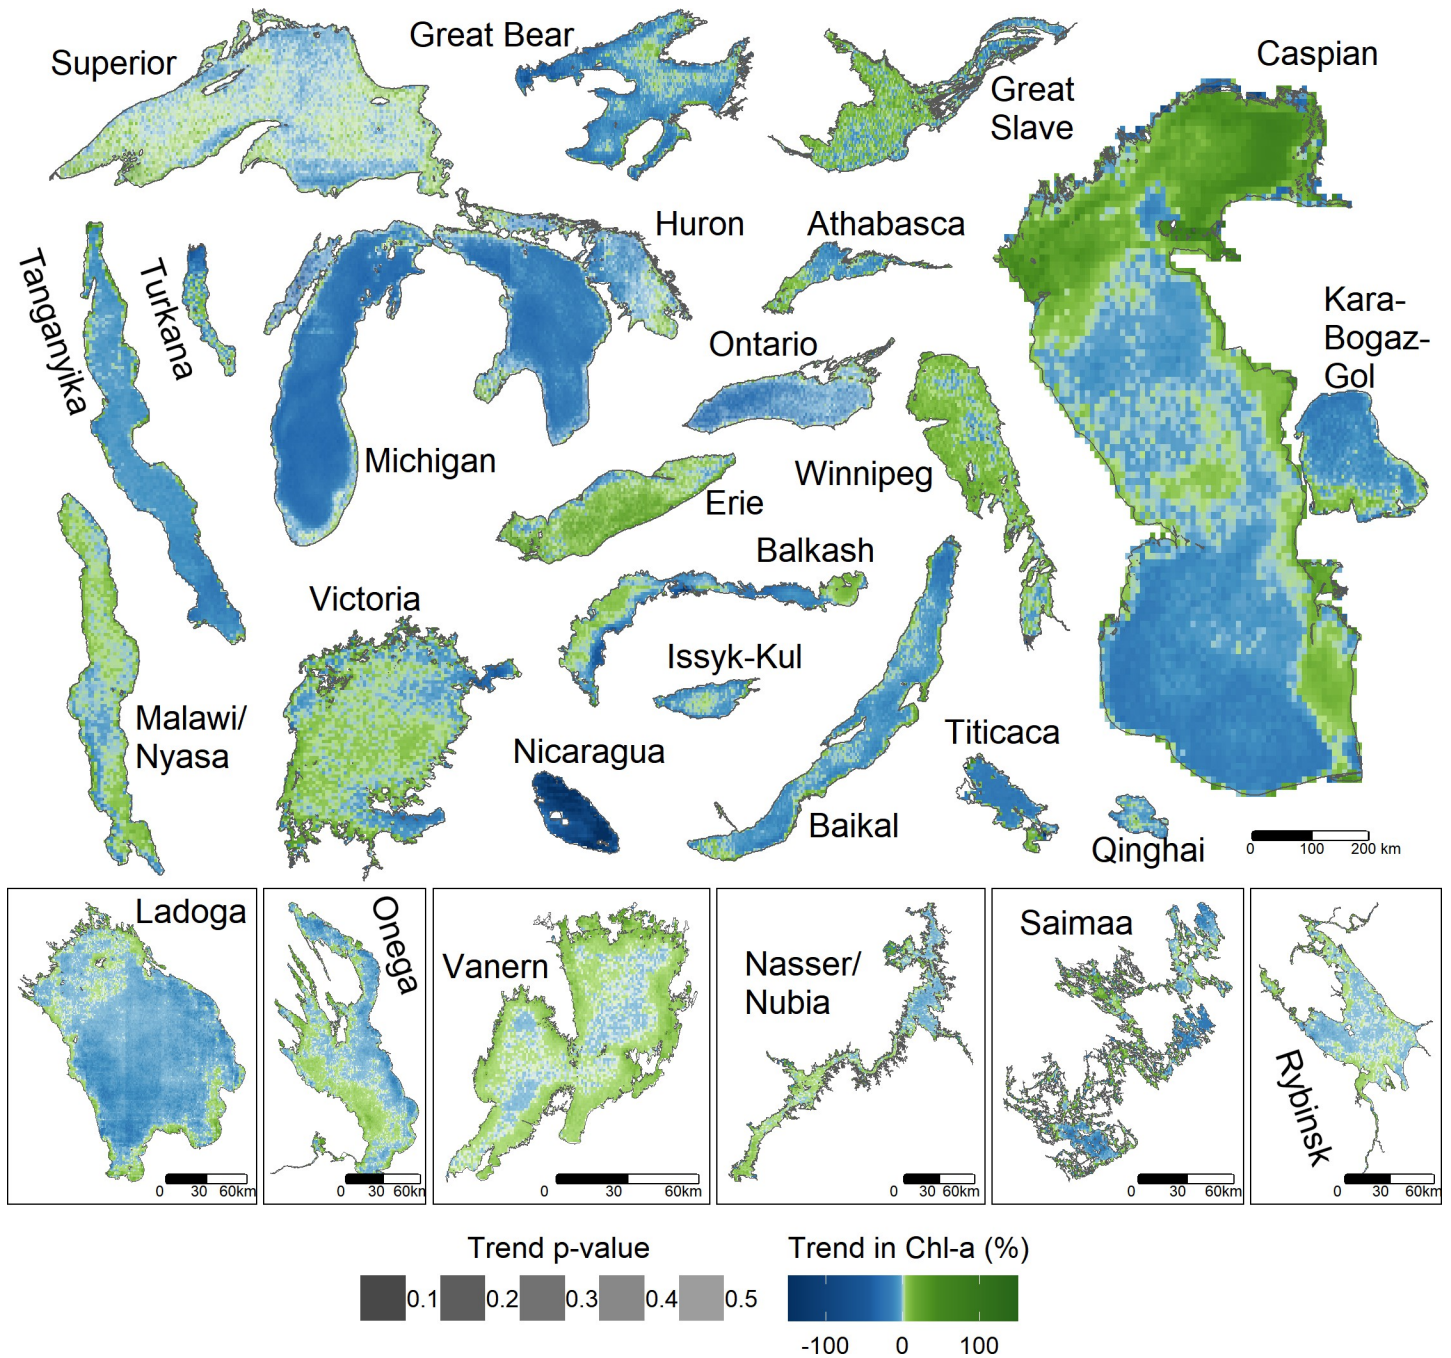 Superior
Great Bear
Great
Slave
Caspian
Huron
Athabasca
Tanganyika
Turkana
Kara-
Bogaz-
Gol
Ontario
Michigan
Winnipeg
Erie
Balkash
Victoria
Issyk-Kul
Malawi/
Nyasa
Nicaragua
Titicaca
Baikal
Qinghai
0 100 200 km
Ladoga
0 30 60km
Onega
0 30 60km
Vanern
0 30 60km
Nasser/
Nubia
0 30 60km
Saimaa
0 30 60km
Rybinsk
0 30 60km
Trend p-value
0.1 0.2 0.3 0.4 0.5
Trend in Chl-a (%)
-100 0 100